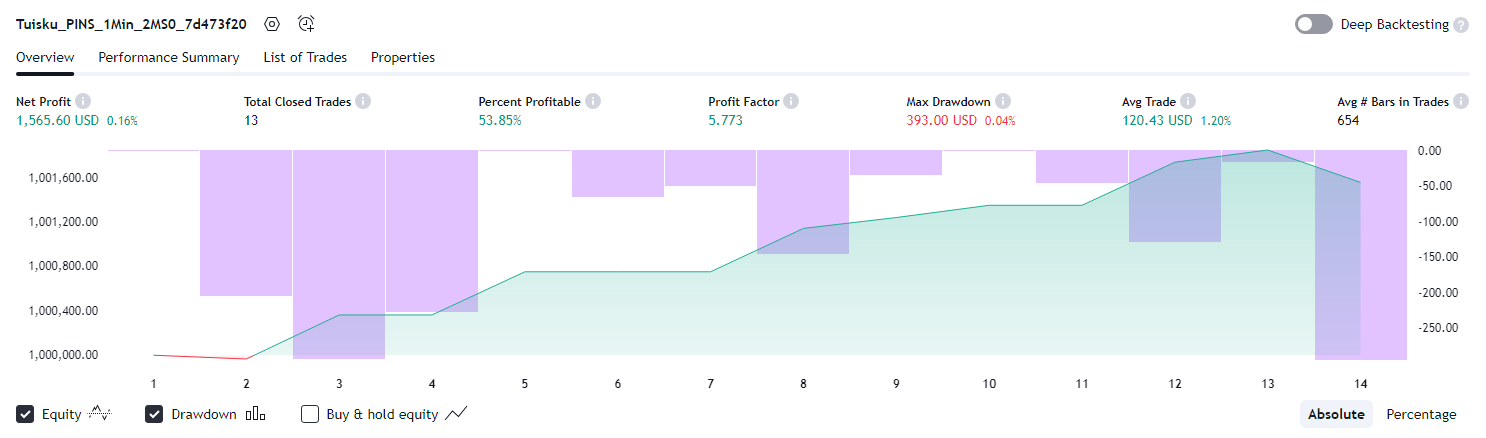 Tuisku_PINS_1Min_2MS0_7d473f20 Deep Backtesting ?
Overview Performance Summary List of Trades Properties
Net Profit i Total Closed Trades i Percent Profitable i Profit Factor i Max Drawdown i Avg Trade i Avg # Bars in Trades i
1,565.60 USD 0.16% 13 53.85% 5.773 393.00 USD 0.04% 120.43 USD 1.20% 654
0.00
1,001,600.00 -50.00
1,001,200.00 -100.00
1,000,800.00 -150.00
-200.00
1,000,400.00 -250.00
1,000,000.00
1 2 3 4 5 6 7 8 9 10 11 12 13 14
Equity Drawdown Buy & hold equity Absolute Percentage